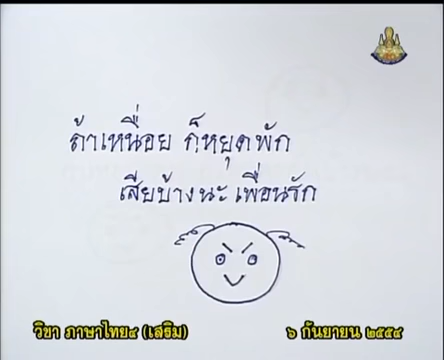 ถ้าเหนื่อย ก็หยุดพัก
เสียบ้างนะ เพื่อนรัก
วิชา ภาษาไทย๔ (เสริม)
๖ กันยายน ๒๕๕๔